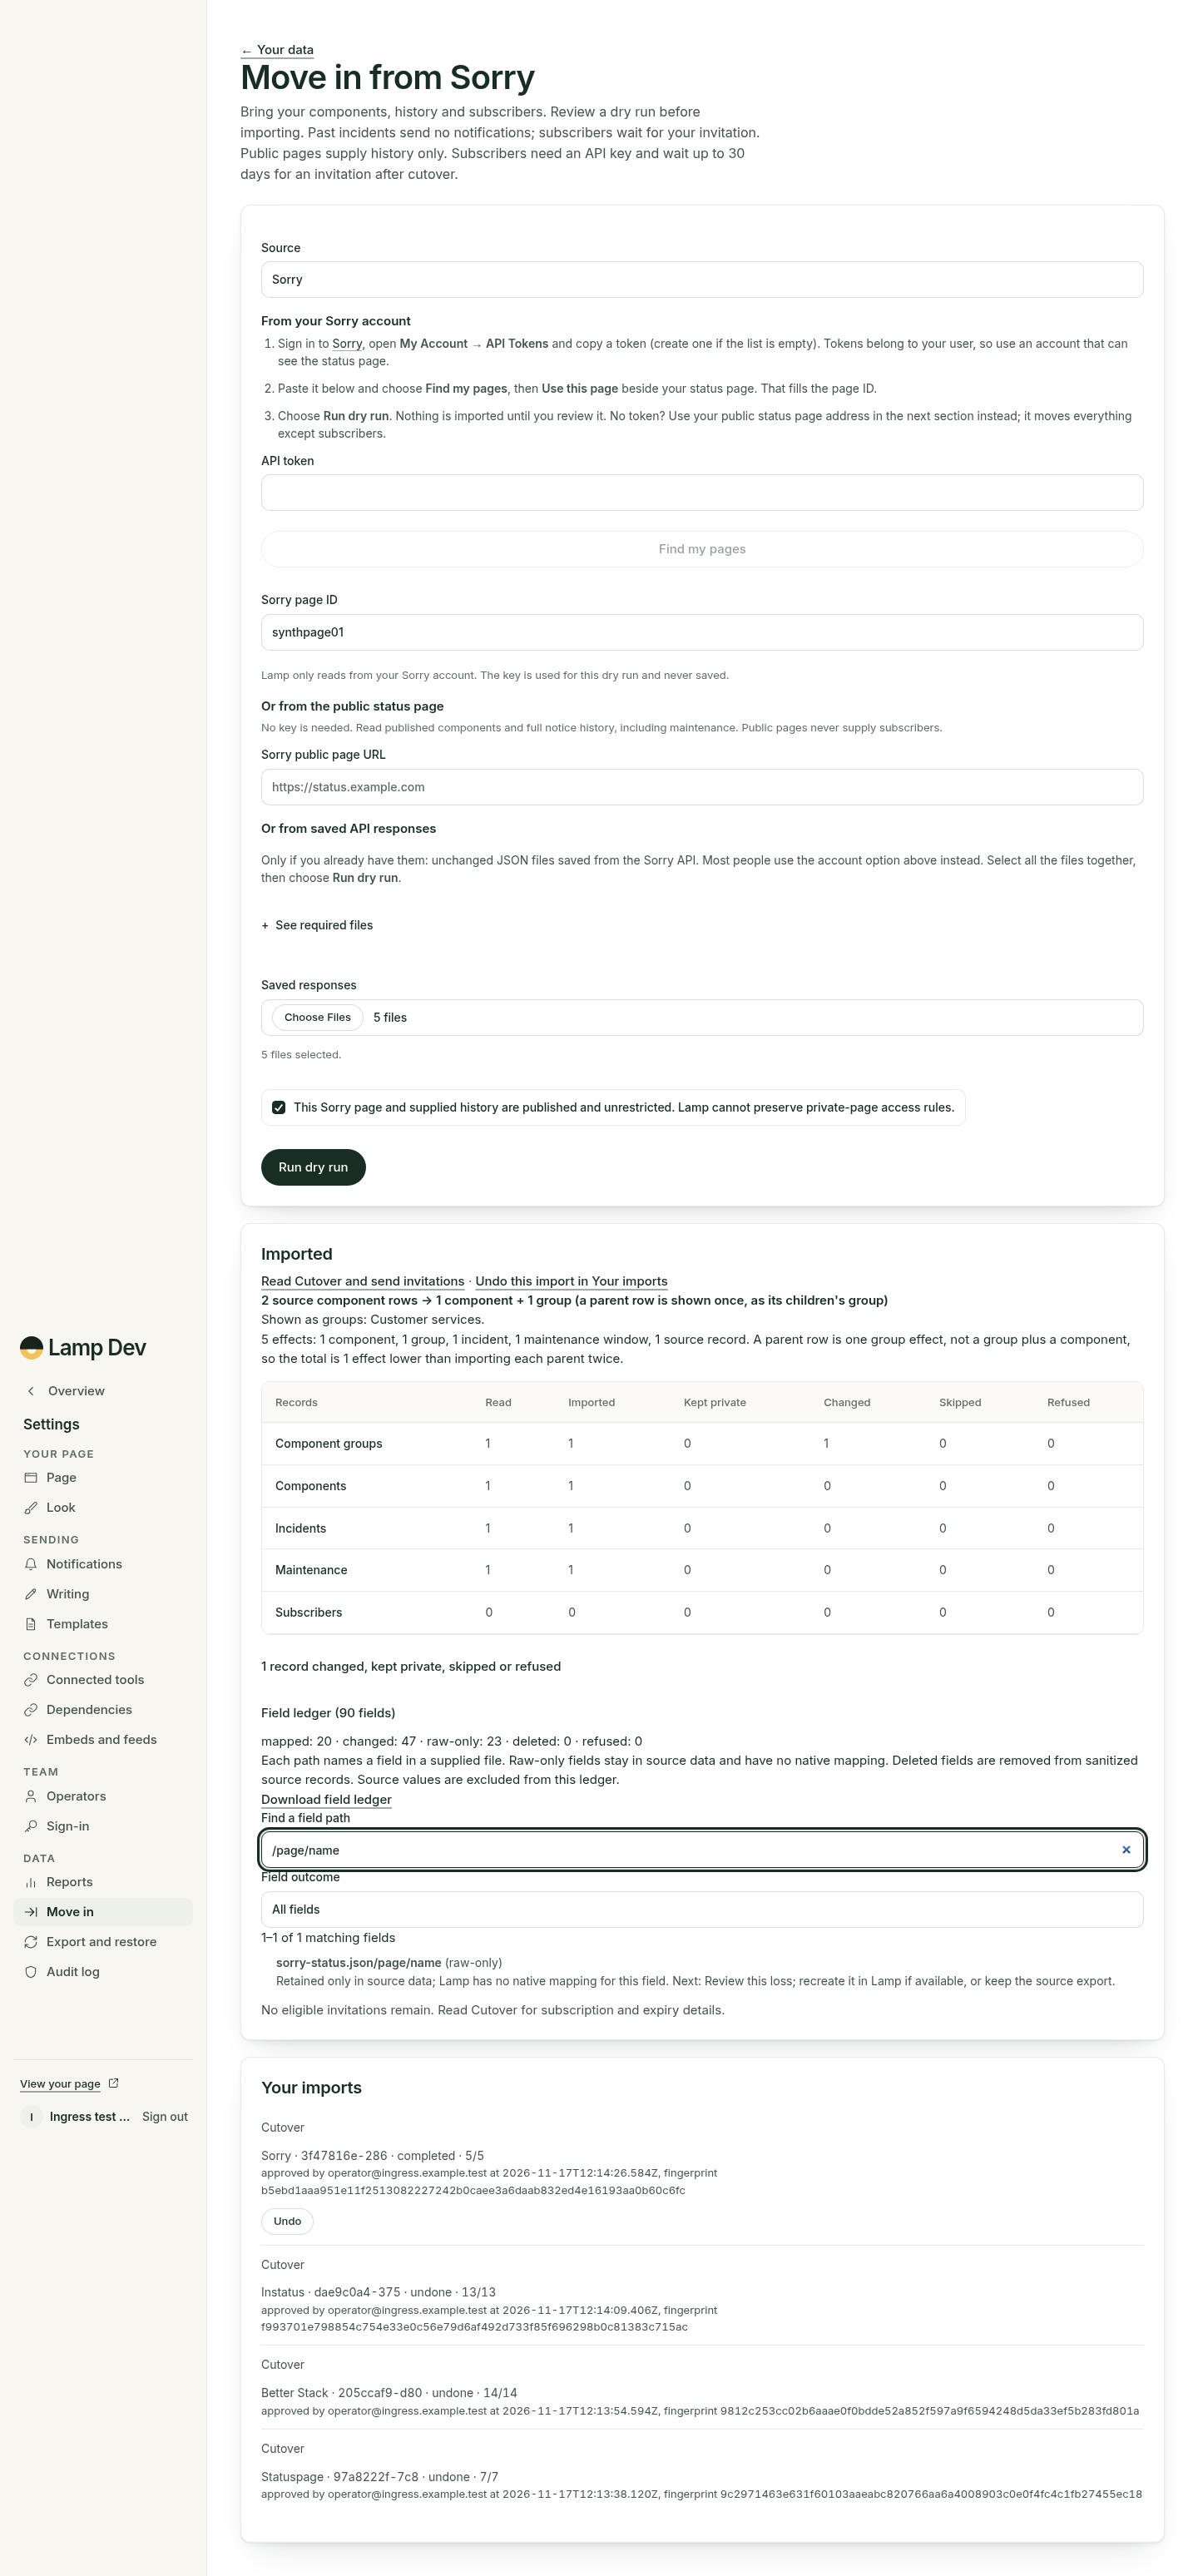 ← Your data
Move in from Sorry
Bring your components, history and subscribers. Review a dry run before
importing. Past incidents send no notifications; subscribers wait for your invitation.
Public pages supply history only. Subscribers need an API key and wait up to 30
days for an invitation after cutover.
Source
Sorry
From your Sorry account
1. Sign in to Sorry, open My Account → API Tokens and copy a token (create one if the list is empty). Tokens belong to your user, so use an account that can
see the status page.
2. Paste it below and choose Find my pages, then Use this page beside your status page. That fills the page ID.
3. Choose Run dry run. Nothing is imported until you review it. No token? Use your public status page address in the next section instead; it moves everything
except subscribers.
API token
Find my pages
Sorry page ID
synthpage01
Lamp only reads from your Sorry account. The key is used for this dry run and never saved.
Or from the public status page
No key is needed. Read published components and full notice history, including maintenance. Public pages never supply subscribers.
Sorry public page URL
https://status.example.com
Or from saved API responses
Only if you already have them: unchanged JSON files saved from the Sorry API. Most people use the account option above instead. Select all the files together,
then choose Run dry run.
+ See required files
Saved responses
Choose Files 5 files
5 files selected.
This Sorry page and supplied history are published and unrestricted. Lamp cannot preserve private-page access rules.
Run dry run
Imported
Read Cutover and send invitations · Undo this import in Your imports
2 source component rows → 1 component + 1 group (a parent row is shown once, as its children's group)
Shown as groups: Customer services.
5 effects: 1 component, 1 group, 1 incident, 1 maintenance window, 1 source record. A parent row is one group effect, not a group plus a component,
so the total is 1 effect lower than importing each parent twice.
Records Read Imported Kept private Changed Skipped Refused
Component groups 1 1 0 1 0 0
Components 1 1 0 0 0 0
Incidents 1 1 0 0 0 0
Maintenance 1 1 0 0 0 0
Subscribers 0 0 0 0 0 0
1 record changed, kept private, skipped or refused
Field ledger (90 fields)
mapped: 20 · changed: 47 · raw-only: 23 · deleted: 0 · refused: 0
Each path names a field in a supplied file. Raw-only fields stay in source data and have no native mapping. Deleted fields are removed from sanitized
source records. Source values are excluded from this ledger.
Download field ledger
Find a field path
/page/name
Field outcome
All fields
1–1 of 1 matching fields
sorry-status.json/page/name (raw-only)
Retained only in source data; Lamp has no native mapping for this field. Next: Review this loss; recreate it in Lamp if available, or keep the source export.
No eligible invitations remain. Read Cutover for subscription and expiry details.
Your imports
Cutover
Sorry · 3f47816e-286 · completed · 5/5
approved by operator@ingress.example.test at 2026-11-17T12:14:26.584Z, fingerprint
b5ebd1aaa951e11f2513082227242b0caee3a6daab832ed4e16193aa0b60c6fc
Undo
Cutover
Instatus · dae9c0a4-375 · undone · 13/13
approved by operator@ingress.example.test at 2026-11-17T12:14:09.406Z, fingerprint
f993701e798854c754e33e0c56e79d6af492d733f85f696298b0c81383c715ac
Cutover
Better Stack · 205ccaf9-d80 · undone · 14/14
approved by operator@ingress.example.test at 2026-11-17T12:13:54.594Z, fingerprint 9812c253cc02b6aaae0f0bdde52a852f597a9f6594248d5da33ef5b283fd801a
Cutover
Statuspage · 97a8222f-7c8 · undone · 7/7
approved by operator@ingress.example.test at 2026-11-17T12:13:38.120Z, fingerprint 9c2971463e631f60103aaeabc820766aa6a4008903c0e0f4fc4c1fb27455ec18
Lamp Dev
Overview
Settings
YOUR PAGE
Page
Look
SENDING
Notifications
Writing
Templates
CONNECTIONS
Connected tools
Dependencies
Embeds and feeds
TEAM
Operators
Sign-in
DATA
Reports
Move in
Export and restore
Audit log
View your page
I Ingress test ... Sign out